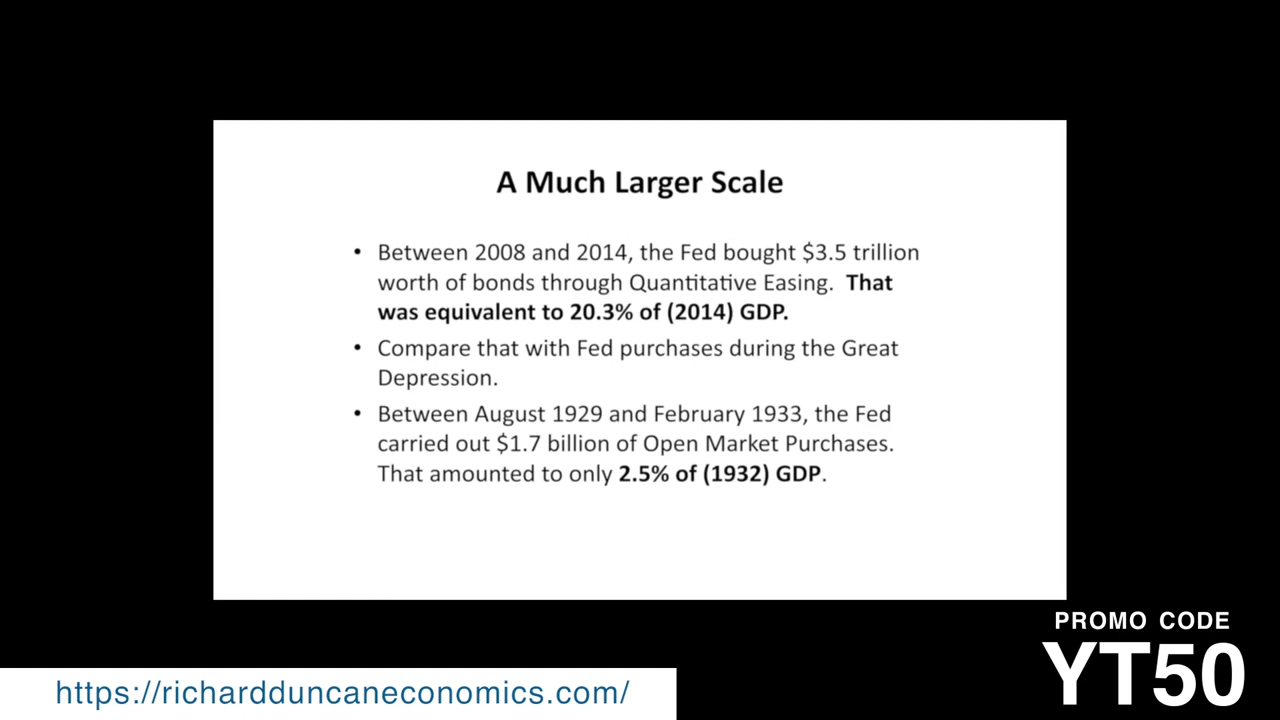 A Much Larger Scale
• Between 2008 and 2014, the Fed bought $3.5 trillion
worth of bonds through Quantitative Easing. That
was equivalent to 20.3% of (2014) GDP.
• Compare that with Fed purchases during the Great
Depression.
• Between August 1929 and February 1933, the Fed
carried out $1.7 billion of Open Market Purchases.
That amounted to only 2.5% of (1932) GDP.
PROMO CODE
YT50
https://richardduncaneconomics.com/